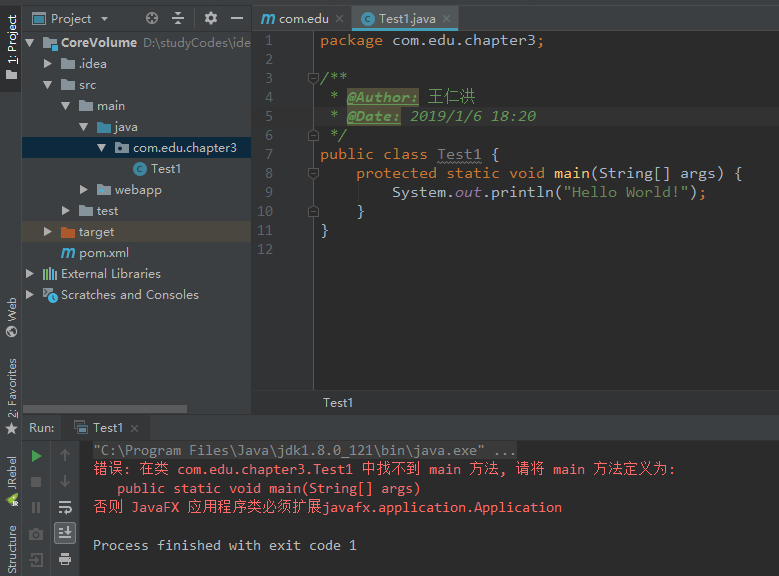 Project
com.edu
Test1.java
1: Project
CoreVolume D:\studyCodes\ide
.idea
src
main
java
com.edu.chapter3
Test1
webapp
test
target
pom.xml
External Libraries
Scratches and Consoles
Web
2: Favorites
JRebel
Structure
1 package com.edu.chapter3;
2
3 /**
4 * @Author: 王仁洪
5 * @Date: 2019/1/6 18:20
6 */
7 public class Test1 {
8 protected static void main(String[] args) {
9 System.out.println("Hello World!");
10 }
11 }
12
Test1
Run: Test1
"C:\Program Files\Java\jdk1.8.0_121\bin\java.exe" ...
错误: 在类 com.edu.chapter3.Test1 中找不到 main 方法, 请将 main 方法定义为:
public static void main(String[] args)
否则 JavaFX 应用程序类必须扩展javafx.application.Application
Process finished with exit code 1